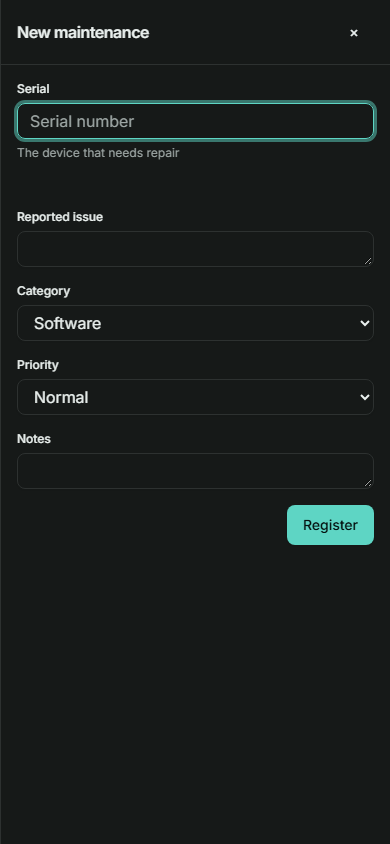 New maintenance
×
Serial
Serial number
The device that needs repair
Reported issue
Category
Software
Priority
Normal
Notes
Register